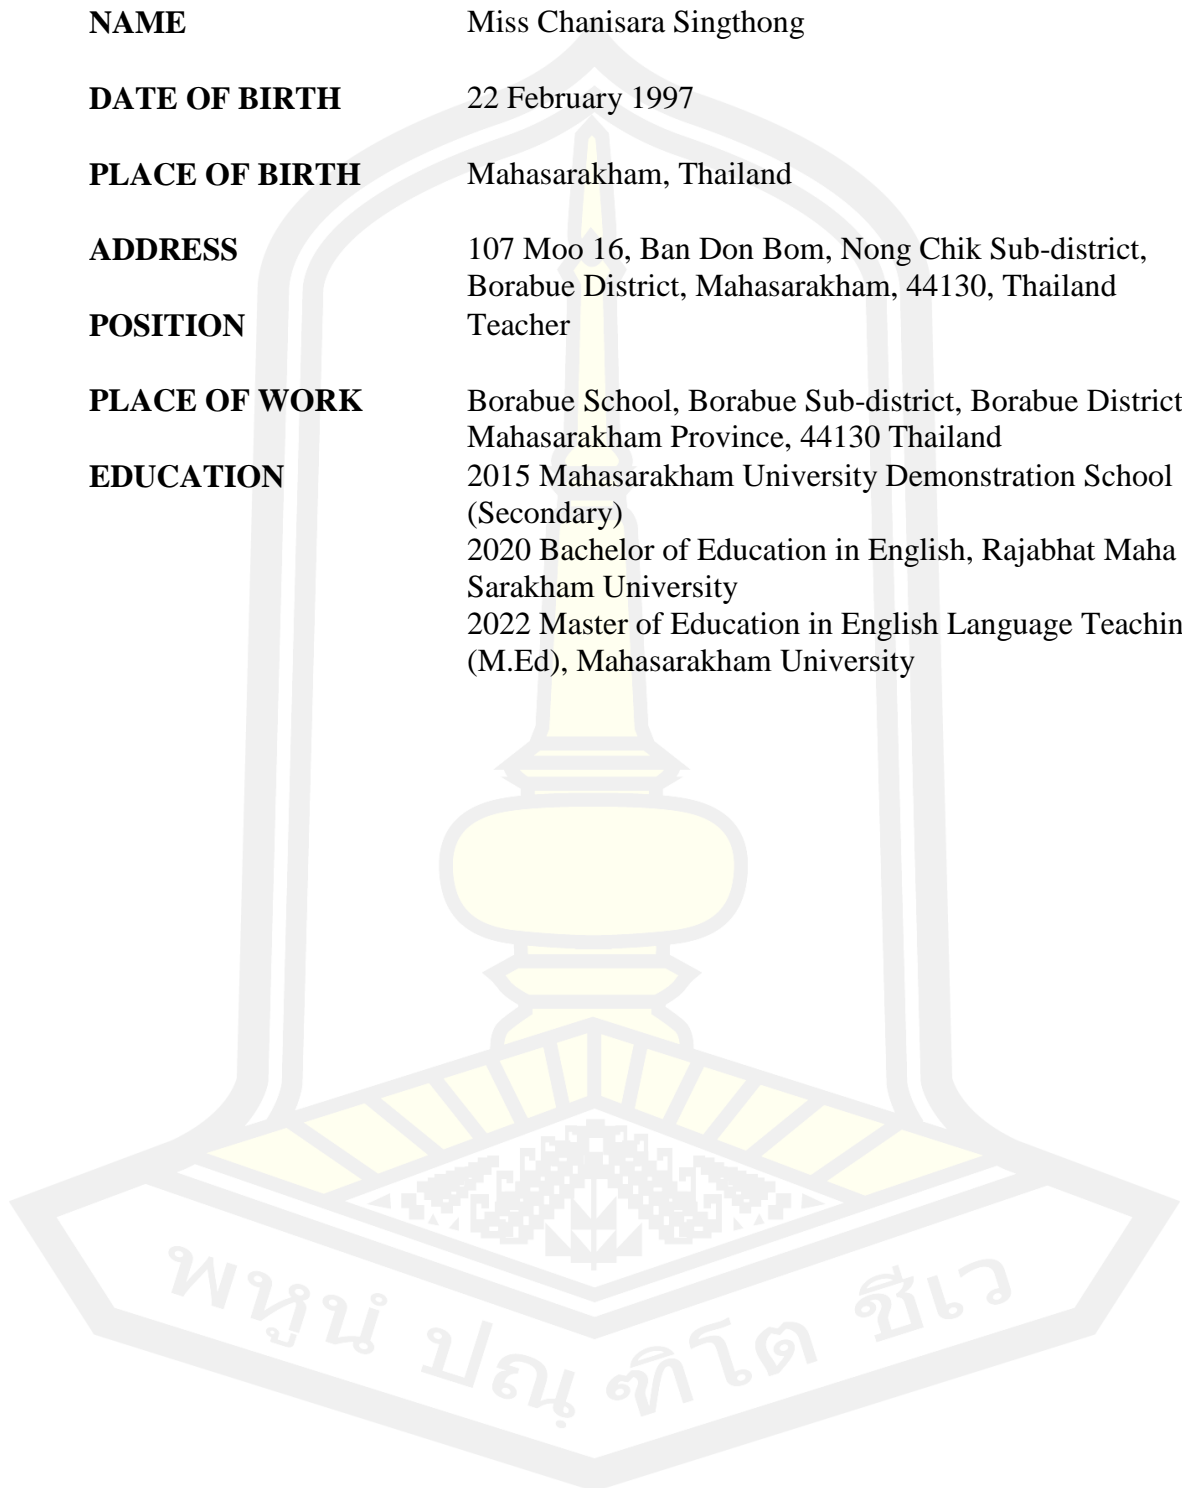 NAME Miss Chanisara Singthong
DATE OF BIRTH 22 February 1997
PLACE OF BIRTH Mahasarakham, Thailand
ADDRESS 107 Moo 16, Ban Don Bom, Nong Chik Sub-district,
Borabue District, Mahasarakham, 44130, Thailand
POSITION Teacher
PLACE OF WORK Borabue School, Borabue Sub-district, Borabue District
Mahasarakham Province, 44130 Thailand
EDUCATION 2015 Mahasarakham University Demonstration School
(Secondary)
2020 Bachelor of Education in English, Rajabhat Maha
Sarakham University
2022 Master of Education in English Language Teachin
(M.Ed), Mahasarakham University
พหูนํ ปณฺฑิโต ชีเว